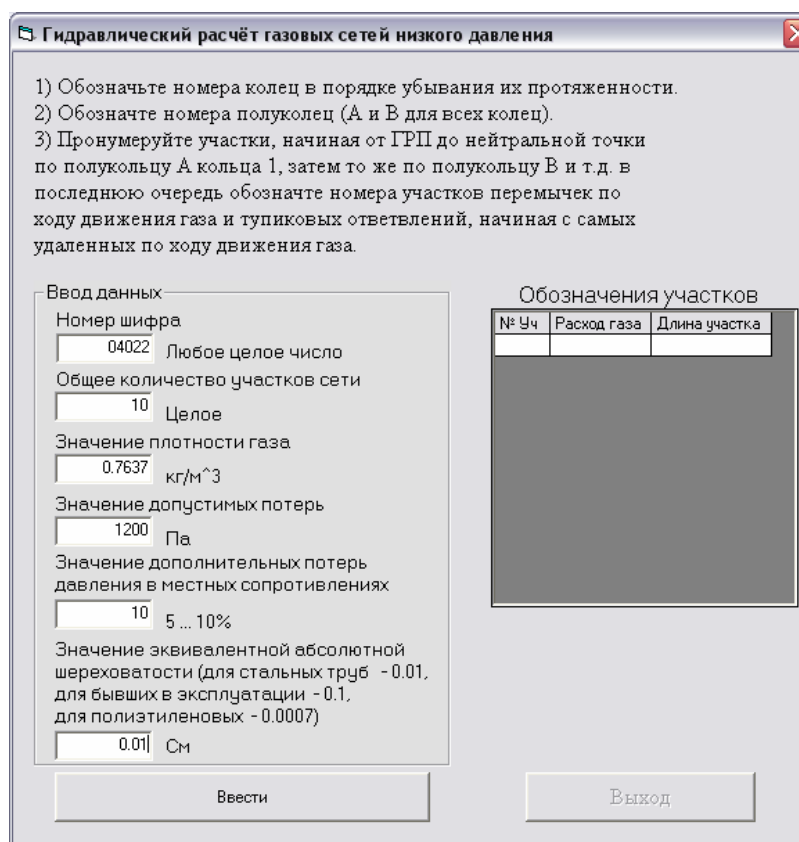 Гидравлический расчёт газовых сетей низкого давления
1) Обозначьте номера колец в порядке убывания их протяженности.
2) Обозначте номера полуколец (А и В для всех колец).
3) Пронумеруйте участки, начиная от ГРП до нейтральной точки
по полукольцу А кольца 1, затем то же по полукольцу В и т.д. в
последнюю очередь обозначте номера участков перемычек по
ходу движения газа и тупиковых ответвлений, начиная с самых
удаленных по ходу движения газа.
Ввод данных
Номер шифра
04022 Любое целое число
Общее количество участков сети
10 Целое
Значение плотности газа
0.7637 кг/м^3
Значение допустимых потерь
1200 Па
Значение дополнительных потерь
давления в местных сопротивлениях
10 5 ... 10%
Значение эквивалентной абсолютной
шереховатости (для стальных труб - 0.01,
для бывших в эксплуатации - 0.1,
для полиэтиленовых - 0.0007)
0.01 См
Ввести
Обозначения участков
№ Уч Расход газа Длина участка
Выход